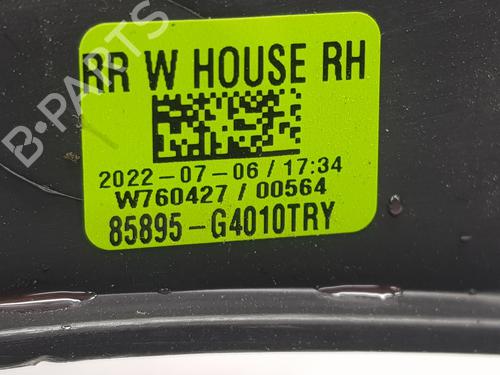 RR W HOUSE RH
2022-07-06/17:34
W760427/00564
85895-G4010TRY
B-PARTS